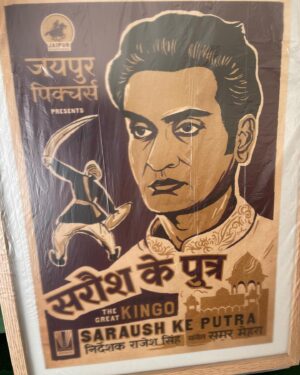 JAIPUR
जयपुर
पिक्चर्स
PRESENTS
सरौश के पुत्र
THE GREAT KINGO
SARAUSH KE PUTRA
निर्देशक राजेश सिंह समर मेहरा